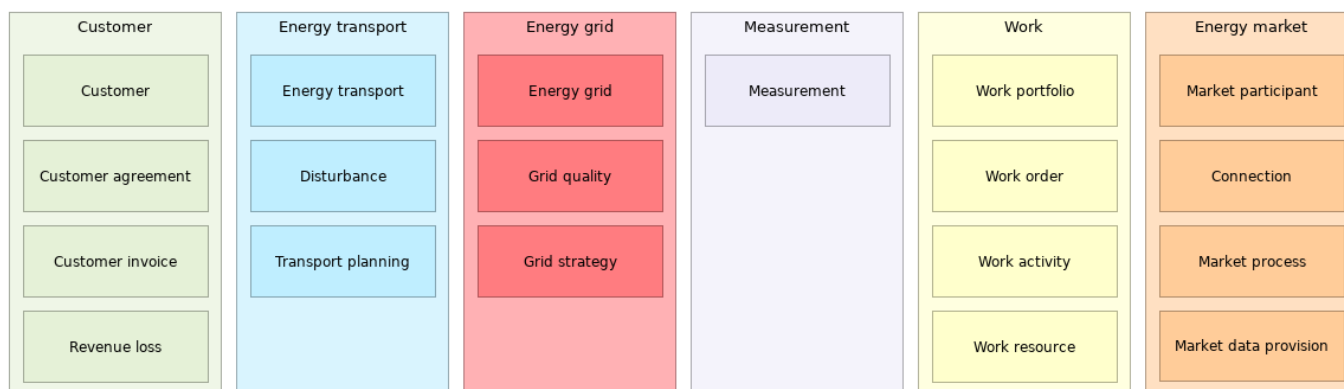 Customer
Customer
Customer agreement
Customer invoice
Revenue loss
Energy transport
Energy transport
Disturbance
Transport planning
Energy grid
Energy grid
Grid quality
Grid strategy
Measurement
Measurement
Work
Work portfolio
Work order
Work activity
Work resource
Energy market
Market participant
Connection
Market process
Market data provision